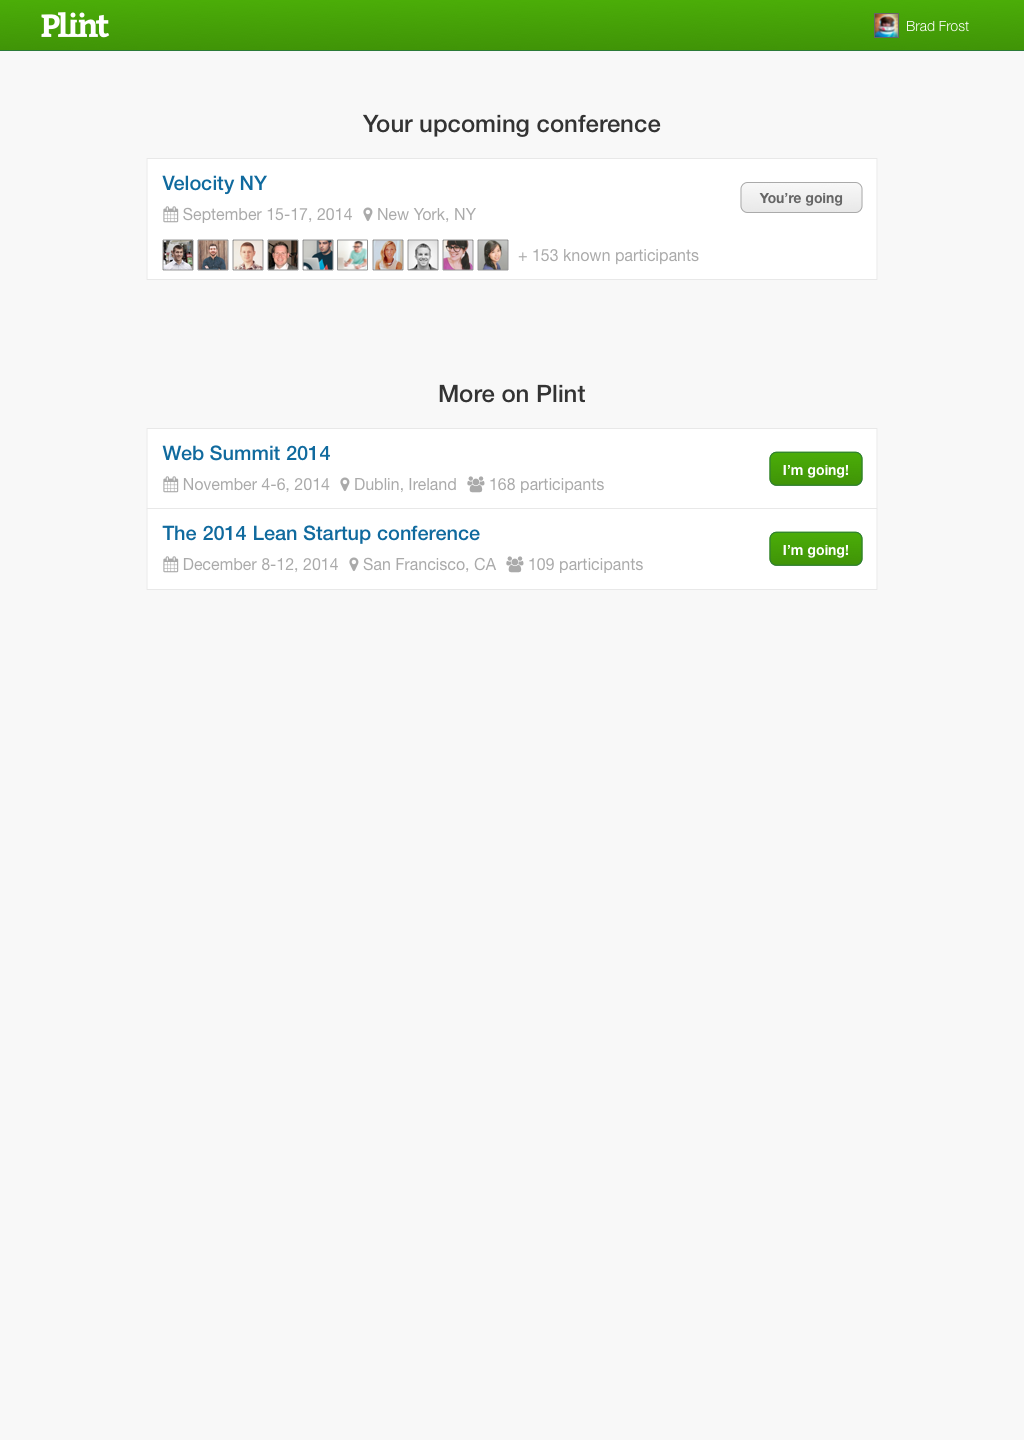 Plint
Brad Frost
Your upcoming conference
Velocity NY
You're going
September 15-17, 2014 New York, NY
+ 153 known participants
More on Plint
Web Summit 2014
I'm going!
November 4-6, 2014 Dublin, Ireland 168 participants
The 2014 Lean Startup conference
I'm going!
December 8-12, 2014 San Francisco, CA 109 participants